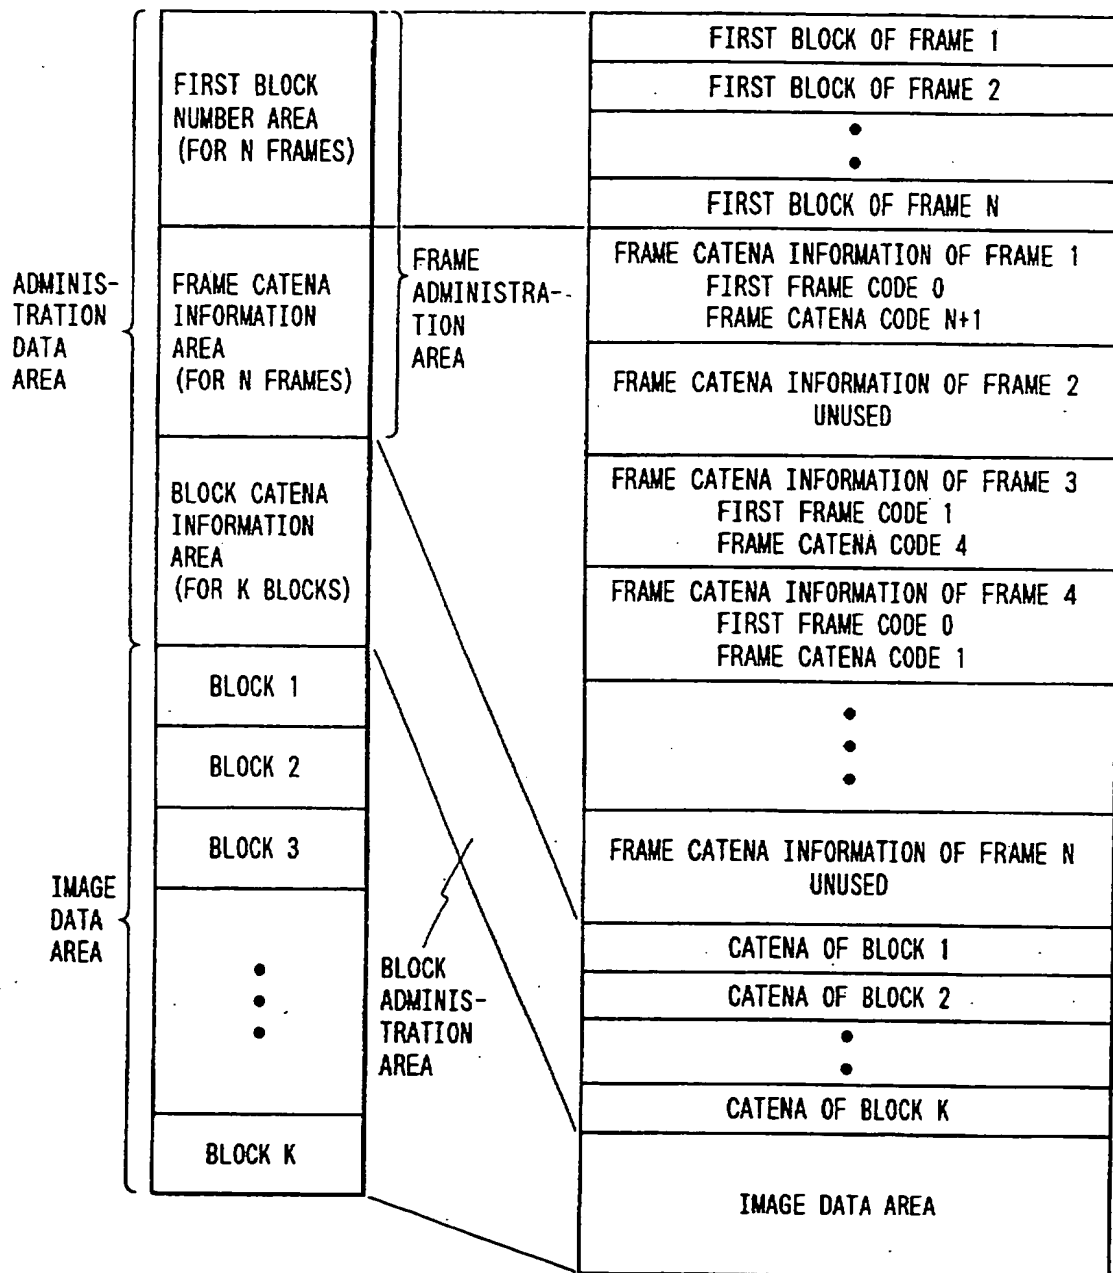 ADMINIS-
TRATION
DATA
AREA
IMAGE
DATA
AREA
FIRST BLOCK
NUMBER AREA
(FOR N FRAMES)
FRAME CATENA
INFORMATION
AREA
(FOR N FRAMES)
BLOCK CATENA
INFORMATION
AREA
(FOR K BLOCKS)
BLOCK 1
BLOCK 2
BLOCK 3
BLOCK K
FRAME
ADMINISTRA-
TION
AREA
BLOCK
ADMINIS-
TRATION
AREA
FIRST BLOCK OF FRAME 1
FIRST BLOCK OF FRAME 2
FIRST BLOCK OF FRAME N
FRAME CATENA INFORMATION OF FRAME 1
FIRST FRAME CODE 0
FRAME CATENA CODE N+1
FRAME CATENA INFORMATION OF FRAME 2
UNUSED
FRAME CATENA INFORMATION OF FRAME 3
FIRST FRAME CODE 1
FRAME CATENA CODE 4
FRAME CATENA INFORMATION OF FRAME 4
FIRST FRAME CODE 0
FRAME CATENA CODE 1
FRAME CATENA INFORMATION OF FRAME N
UNUSED
CATENA OF BLOCK 1
CATENA OF BLOCK 2
CATENA OF BLOCK K
IMAGE DATA AREA